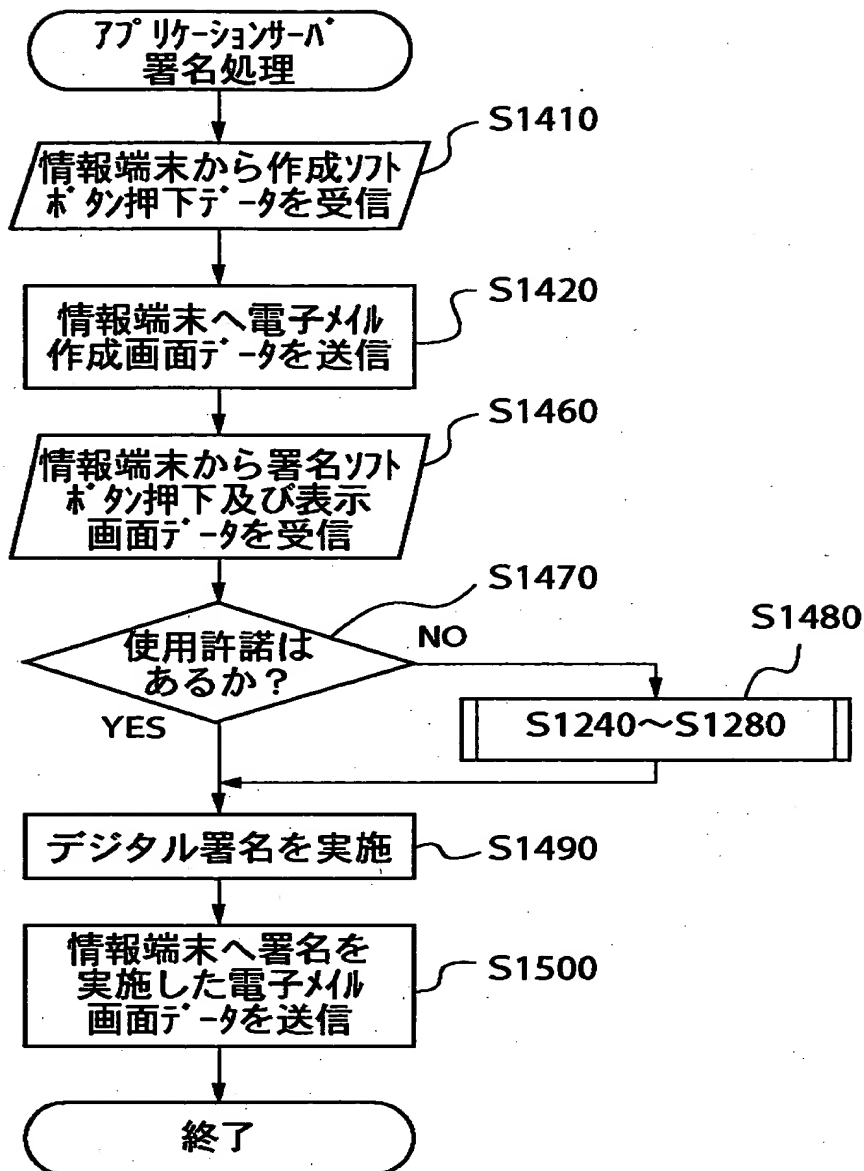 アプリケーションサーバ
署名処理
S1410
情報端末から作成ソフト
ボタン押下データを受信
S1420
情報端末へ電子メイル
作成画面データを送信
S1460
情報端末から署名ソフト
ボタン押下及び表示
画面データを受信
S1470
使用許諾は
あるか？
NO
YES
S1480
S1240～S1280
デジタル署名を実施
S1490
情報端末へ署名を
実施した電子メイル
画面データを送信
S1500
終了